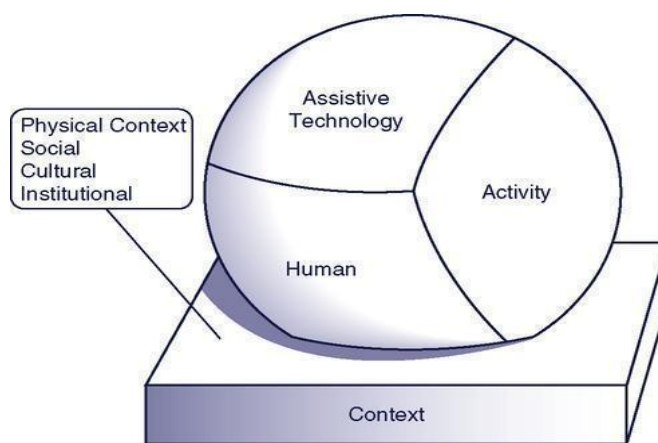 Assistive
Technology
Physical Context
Social
Cultural
Institutional
Activity
Human
Context